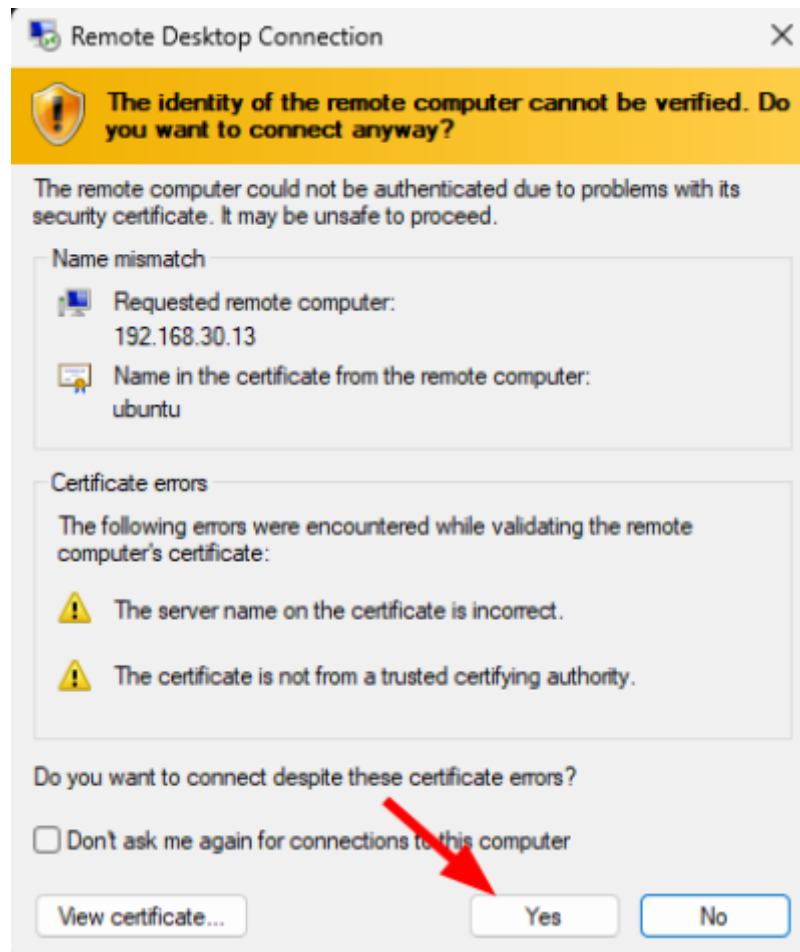 Remote Desktop Connection
The identity of the remote computer cannot be verified. Do
you want to connect anyway?
The remote computer could not be authenticated due to problems with its
security certificate. It may be unsafe to proceed.
Name mismatch
Requested remote computer:
192.168.30.13
Name in the certificate from the remote computer:
ubuntu
Certificate errors
The following errors were encountered while validating the remote
computer's certificate:
The server name on the certificate is incorrect.
The certificate is not from a trusted certifying authority.
Do you want to connect despite these certificate errors?
Don't ask me again for connections to this computer
View certificate...
Yes
No